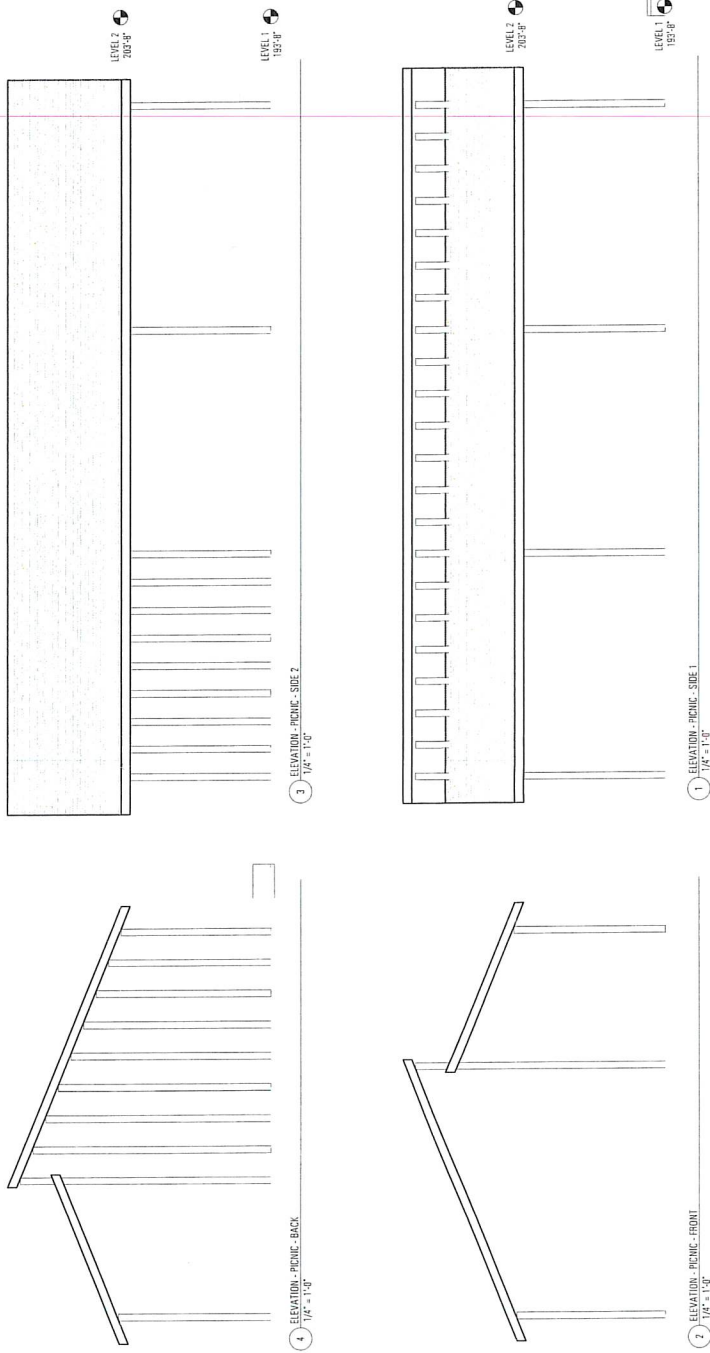 LEVEL 2
203'-8"
LEVEL 1
193'-8"
3
ELEVATION - PICNIC - SIDE 2
1/4" = 1'-0"
LEVEL 2
203'-8"
LEVEL 1
193'-8"
1
ELEVATION - PICNIC - SIDE 1
1/4" = 1'-0"
4
ELEVATION - PICNIC - BACK
1/4" = 1'-0"
2
ELEVATION - PICNIC - FRONT
1/4" = 1'-0"